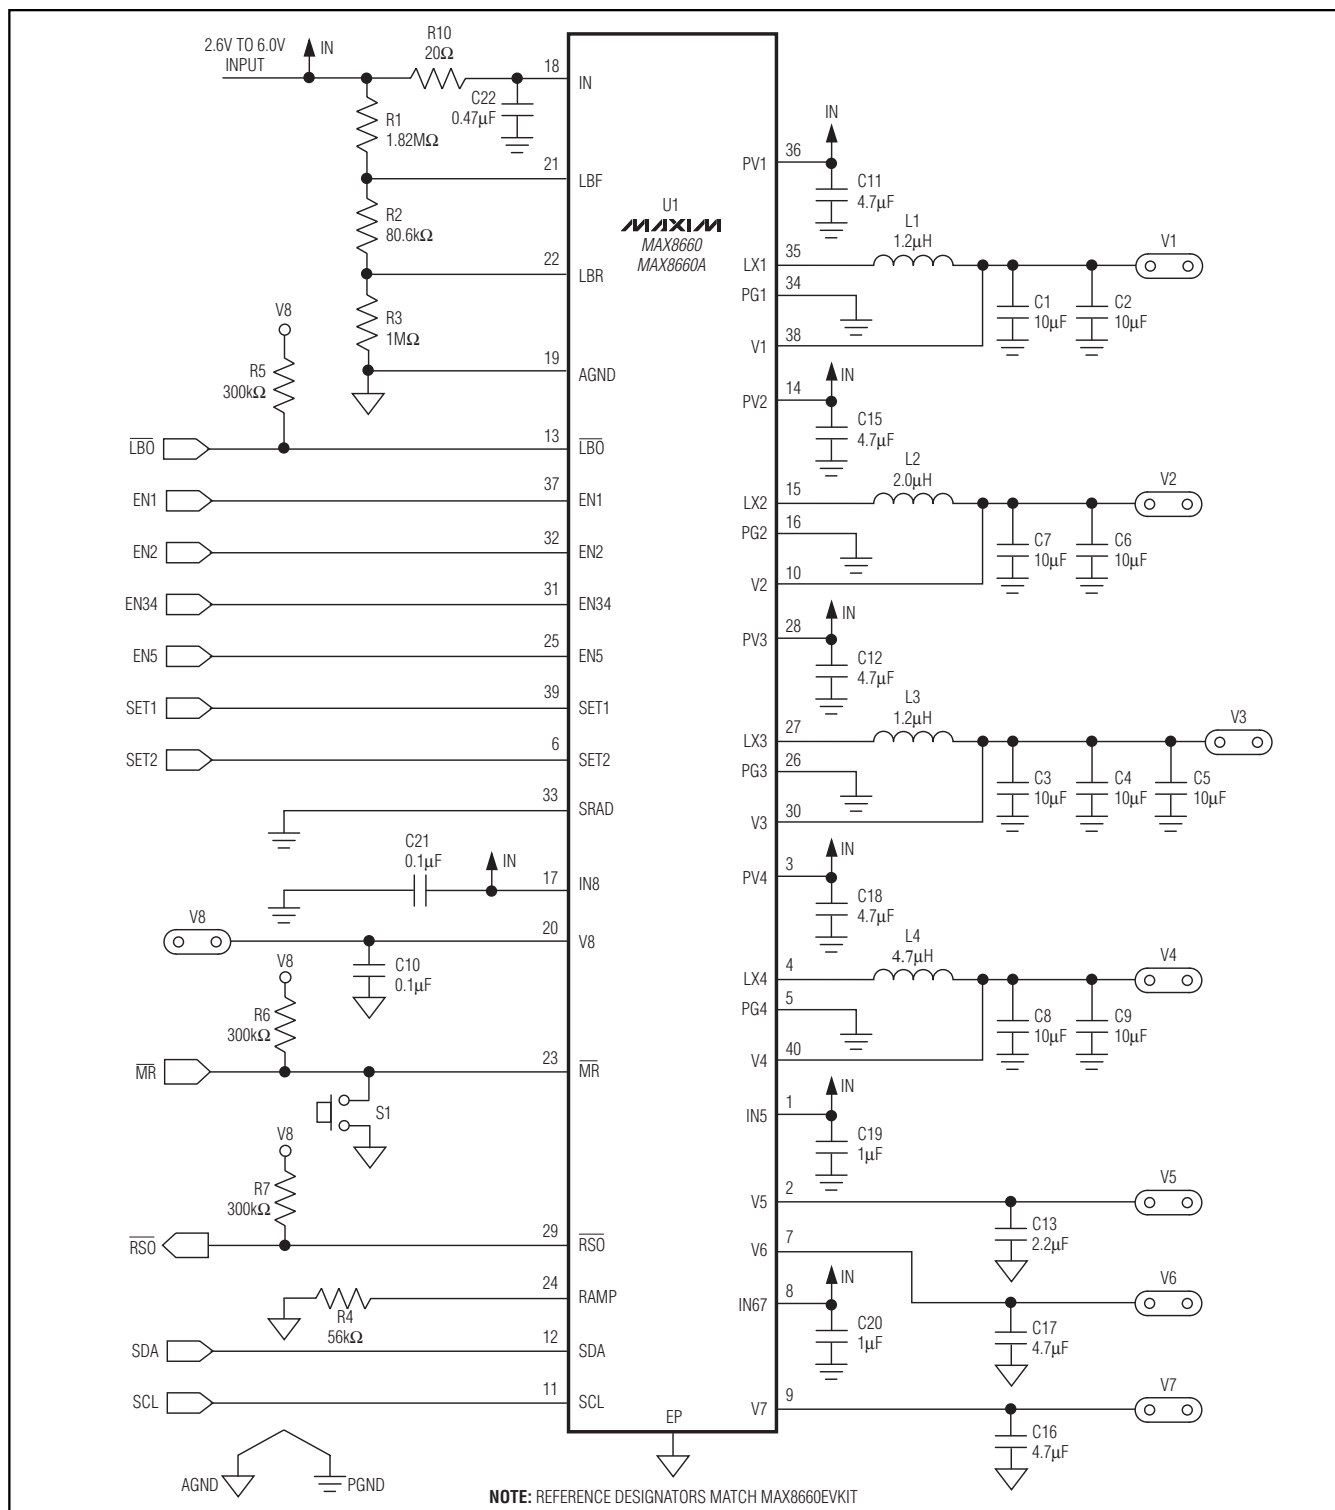 2.6V TO 6.0V
INPUT
IN
R10
20Ω
18
IN
C22
0.47µF
R1
1.82MΩ
21
LBF
R2
80.6kΩ
22
LBR
R3
1MΩ
19
AGND
V8
R5
300kΩ
LBO
13
LBO
EN1
37
EN1
EN2
32
EN2
EN34
31
EN34
EN5
25
EN5
SET1
39
SET1
SET2
6
SET2
33
SRAD
C21
0.1µF
IN
17
IN8
V8
20
V8
C10
0.1µF
V8
R6
300kΩ
MR
23
MR
S1
V8
R7
300kΩ
RSO
29
RSO
24
RAMP
R4
56kΩ
SDA
12
SDA
SCL
11
SCL
AGND
PGND
U1
MAXIM
MAX8660
MAX8660A
EP
IN
36
PV1
C11
4.7µF
L1
1.2µH
35
LX1
V1
34
PG1
C1
10µF
C2
10µF
38
V1
IN
14
PV2
C15
4.7µF
L2
2.0µH
15
LX2
V2
16
PG2
C7
10µF
C6
10µF
10
V2
IN
28
PV3
C12
4.7µF
L3
1.2µH
27
LX3
V3
26
PG3
C3
10µF
C4
10µF
C5
10µF
30
V3
IN
3
PV4
C18
4.7µF
L4
4.7µH
4
LX4
V4
5
PG4
C8
10µF
C9
10µF
40
V4
IN
1
IN5
C19
1µF
2
V5
V5
C13
2.2µF
7
V6
V6
IN
8
IN67
C20
1µF
C17
4.7µF
9
V7
V7
C16
4.7µF
NOTE: REFERENCE DESIGNATORS MATCH MAX8660EVKIT